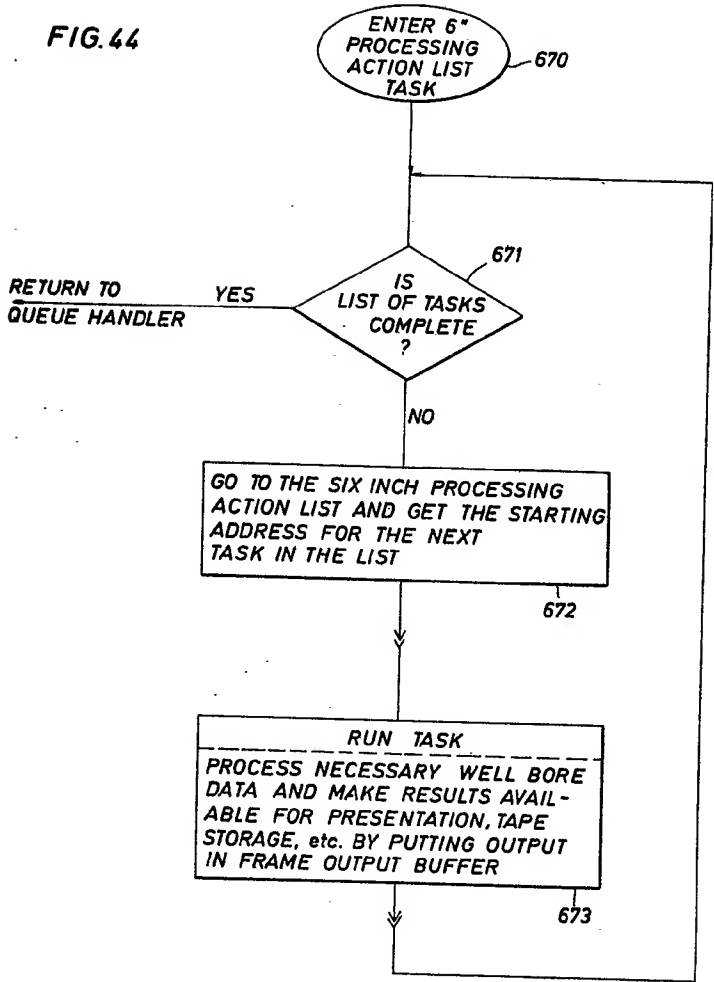 FIG. 44
ENTER 6"
PROCESSING
ACTION LIST
TASK
670
671
IS
LIST OF TASKS
COMPLETE
?
RETURN TO
QUEUE HANDLER
YES
NO
GO TO THE SIX INCH PROCESSING
ACTION LIST AND GET THE STARTING
ADDRESS FOR THE NEXT
TASK IN THE LIST
672
RUN TASK
PROCESS NECESSARY WELL BORE
DATA AND MAKE RESULTS AVAIL-
ABLE FOR PRESENTATION, TAPE
STORAGE, etc. BY PUTTING OUTPUT
IN FRAME OUTPUT BUFFER
673